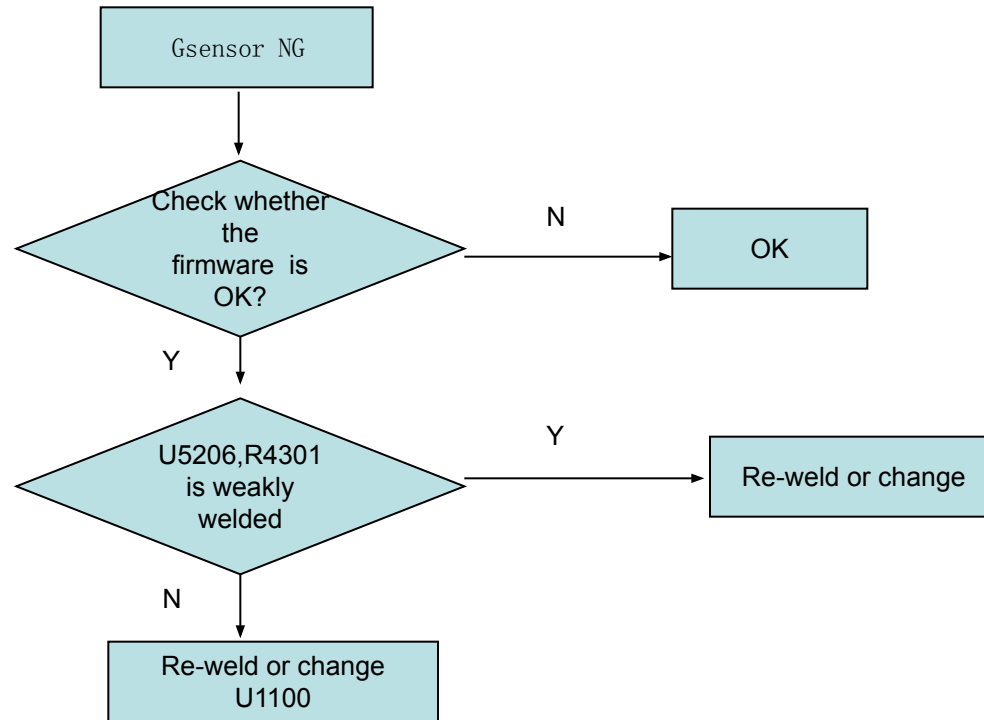 Gsensor NG
Check whether
the
firmware is
OK?
N
OK
Y
U5206,R4301
is weakly
welded
Y
Re-weld or change
N
Re-weld or change
U1100